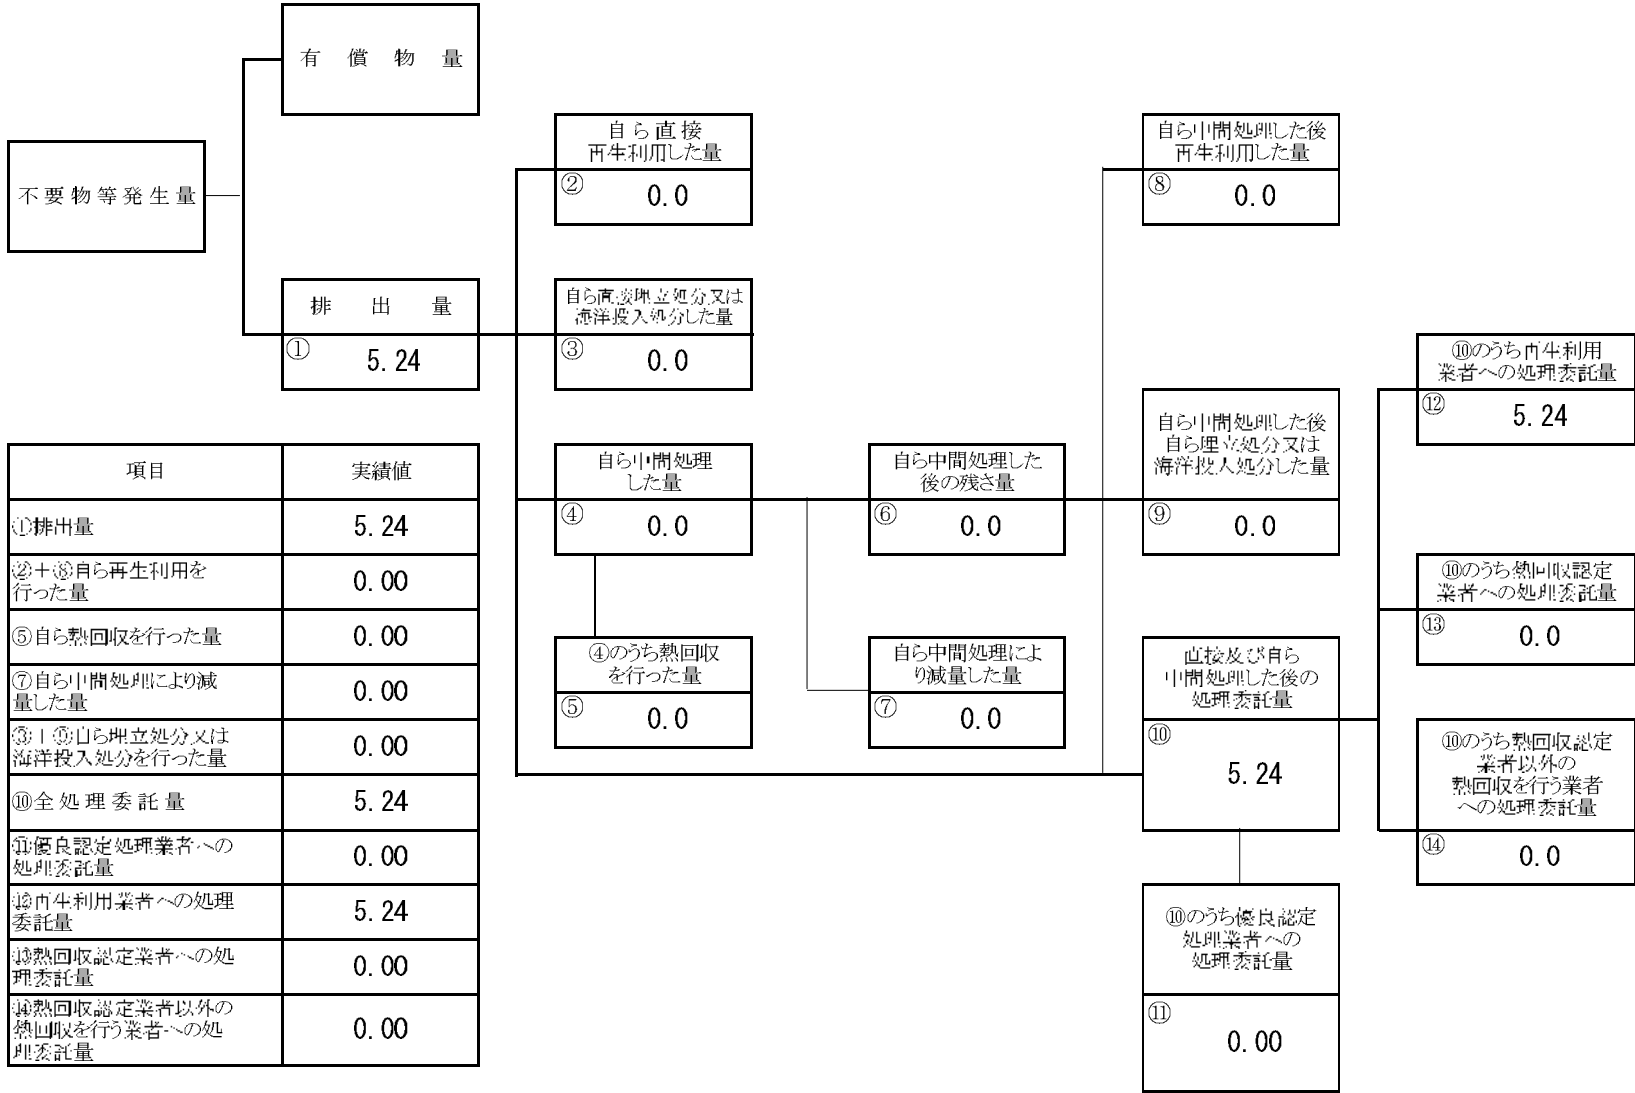 有償物量
不要物等発生量
排出量
①
5.24
自ら直接
再生利用した量
②
0.0
自ら直接埋立処分又は
海洋投入処分した量
③
0.0
自ら中間処理
した量
④
0.0
④のうち熱回収
を行った量
⑤
0.0
自ら中間処理した
後の残さ量
⑥
0.0
自ら中間処理によ
り減量した量
⑦
0.0
自ら中間処理した後
再生利用した量
⑧
0.0
自ら中間処理した後
自ら埋立処分又は
海洋投入処分した量
⑨
0.0
直接及び自ら
中間処理した後の
処理委託量
⑩
5.24
⑩のうち優良認定
処理業者への
処理委託量
⑪
0.00
⑩のうち再生利用
業者への処理委託量
⑫
5.24
⑩のうち熱回収認定
業者への処理委託量
⑬
0.0
⑩のうち熱回収認定
業者以外の
熱回収を行う業者
への処理委託量
⑭
0.0
項目 実績値
①排出量 5.24
②＋⑧自ら再生利用を
行った量 0.00
⑤自ら熱回収を行った量 0.00
⑦自ら中間処理により減
量した量 0.00
③＋⑨自ら埋立処分又は
海洋投入処分を行った量 0.00
⑩全処理委託量 5.24
⑪優良認定処理業者への
処理委託量 0.00
⑫再生利用業者への処理
委託量 5.24
⑬熱回収認定業者への処
理委託量 0.00
⑭熱回収認定業者以外の
熱回収を行う業者への処
理委託量 0.00